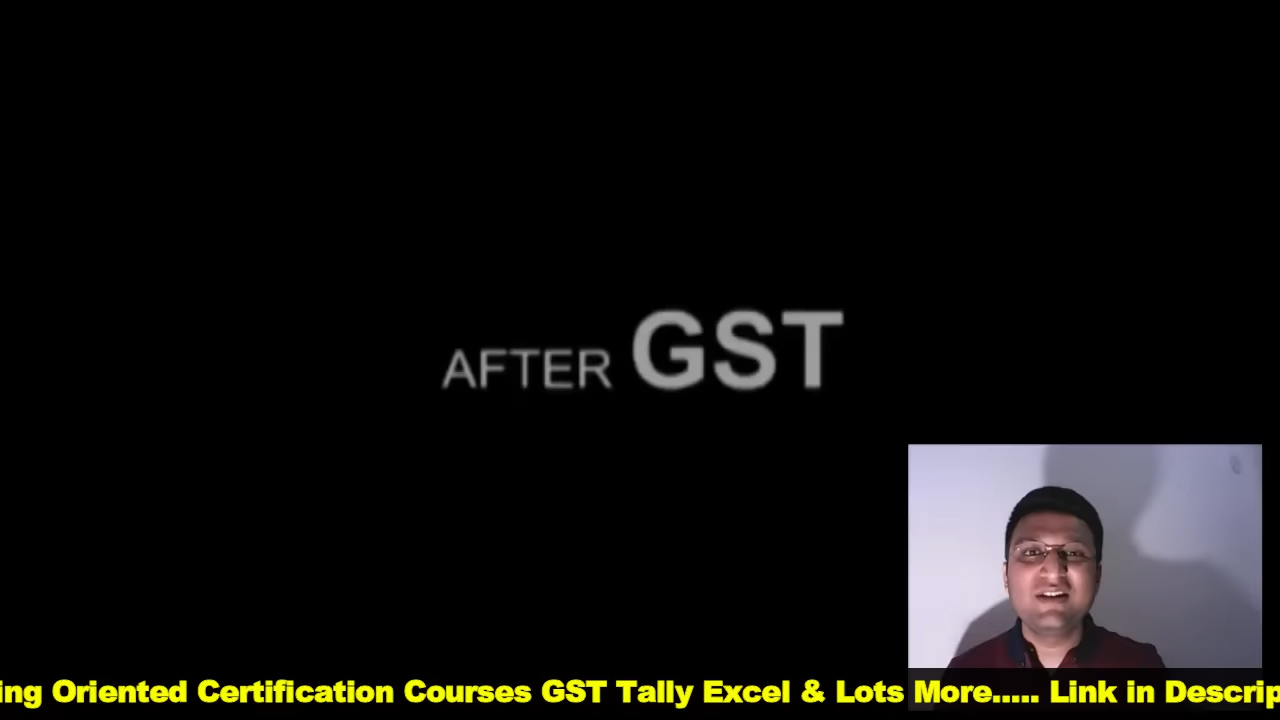 AFTER GST
ing Oriented Certification Courses GST Tally Excel & Lots More..... Link in Descrip